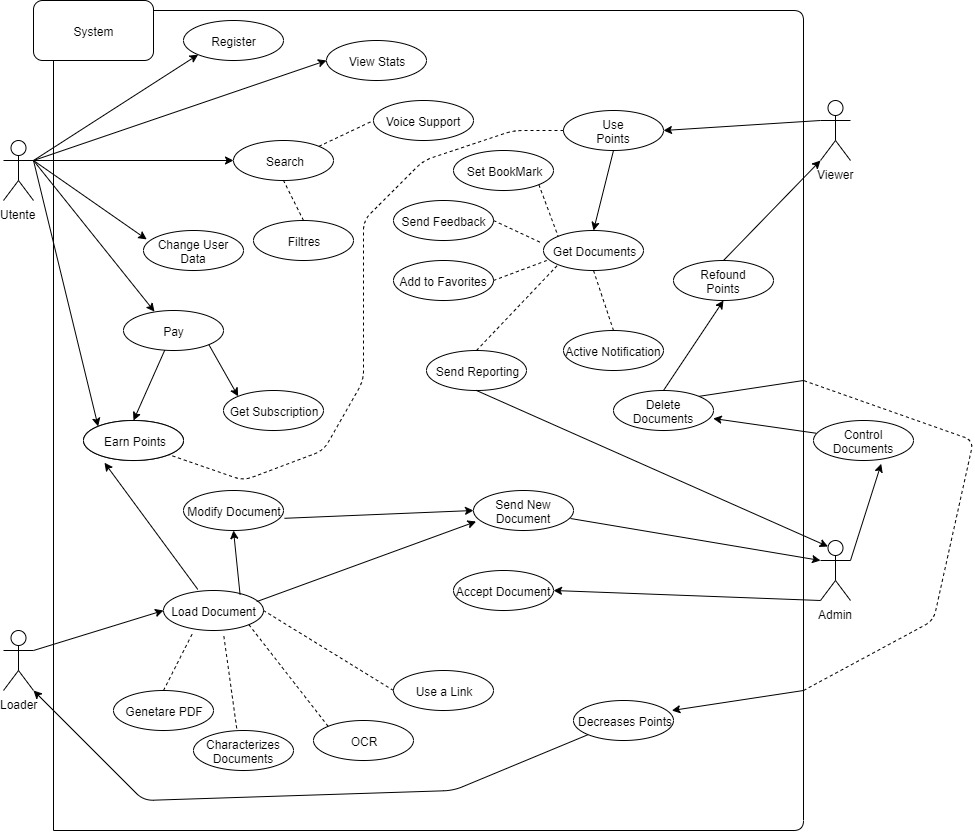 System
Register
View Stats
Voice Support
Use
Points
Search
Set BookMark
Viewer
Utente
Send Feedback
Filtres
Change User
Data
Get Documents
Add to Favorites
Refound
Points
Pay
Active Notification
Send Reporting
Get Subscription
Delete
Documents
Earn Points
Control
Documents
Modify Document
Send New
Document
Accept Document
Load Document
Admin
Use a Link
Loader
Genetare PDF
Decreases Points
Characterizes
Documents
OCR